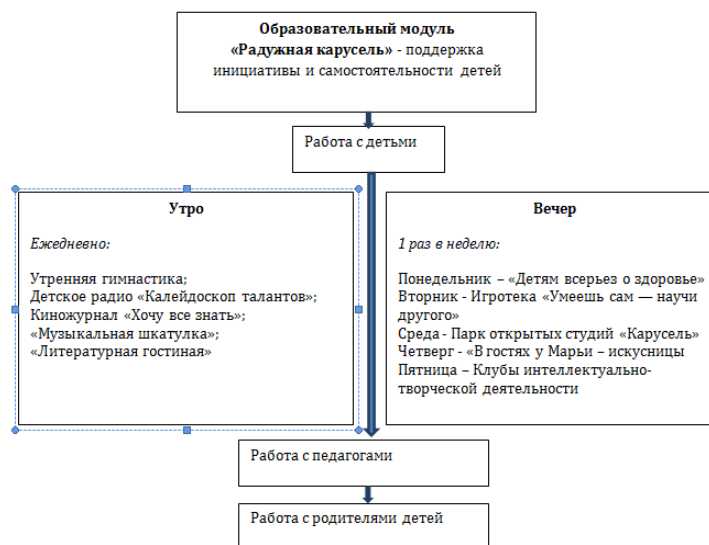 Образовательный модуль
«Радужная карусель» - поддержка
инициативы и самостоятельности детей
Работа с детьми
Утро
Ежедневно:
Утренняя гимнастика;
Детское радио «Калейдоскоп талантов»;
Киножурнал «Хочу все знать»;
«Музыкальная шкатулка»;
«Литературная гостиная»
Вечер
1 раз в неделю:
Понедельник – «Детям всерьез о здоровье»
Вторник - Игротека «Умеешь сам — научи
другого»
Среда - Парк открытых студий «Карусель»
Четверг - «В гостях у Марьи – искусницы
Пятница – Клубы интеллектуально-
творческой деятельности
Работа с педагогами
Работа с родителями детей